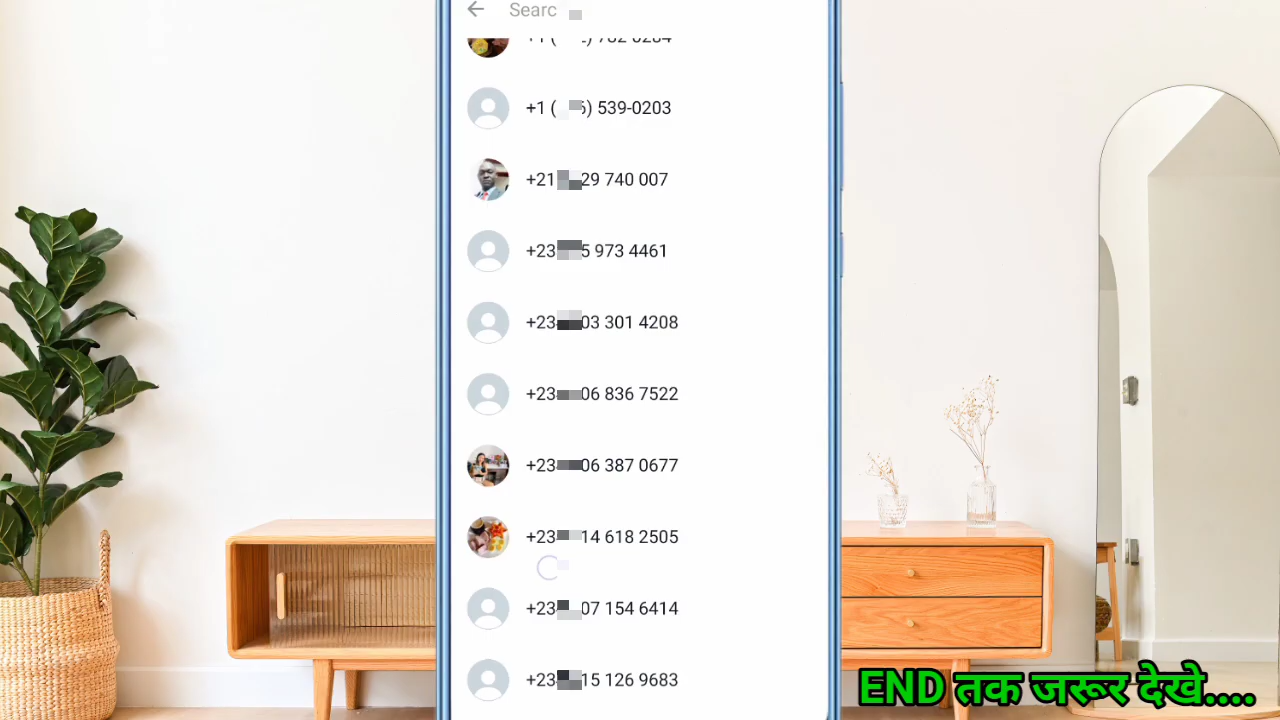 Searc
+1 ( 6) 539-0203
+21 29 740 007
+23 5 973 4461
+23 03 301 4208
+23 06 836 7522
+23 06 387 0677
+23 14 618 2505
+23 07 154 6414
+23 15 126 9683
END तक जरूर देखे....